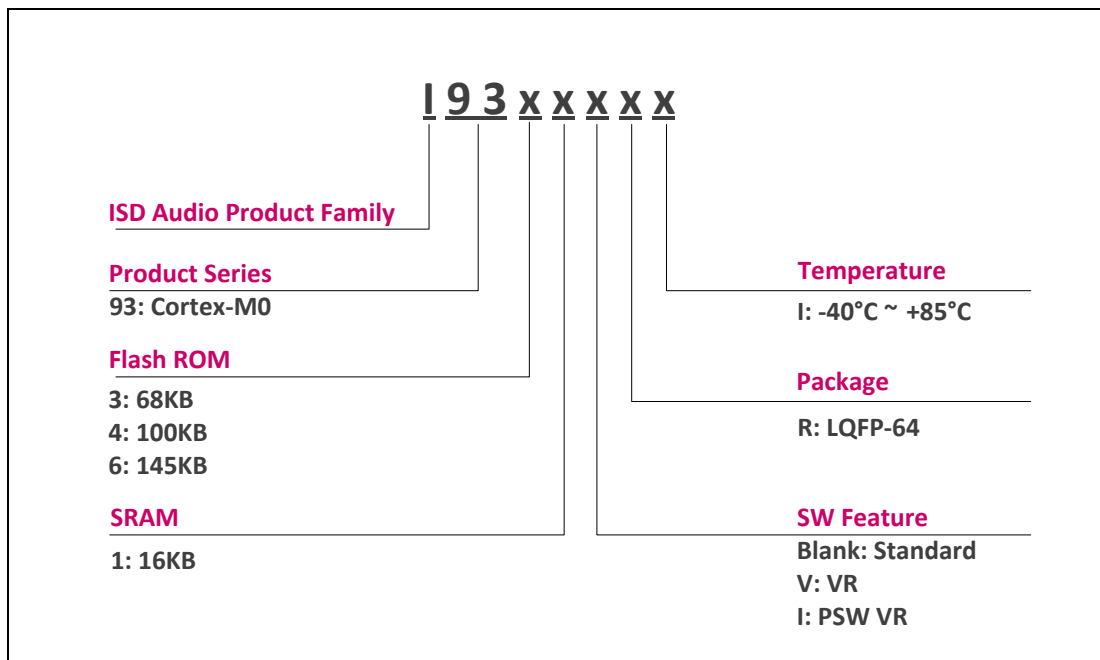 I 9 3 x x x x x
ISD Audio Product Family
Product Series
93: Cortex-M0
Flash ROM
3: 68KB
4: 100KB
6: 145KB
SRAM
1: 16KB
Temperature
I: -40°C ~ +85°C
Package
R: LQFP-64
SW Feature
Blank: Standard
V: VR
I: PSW VR